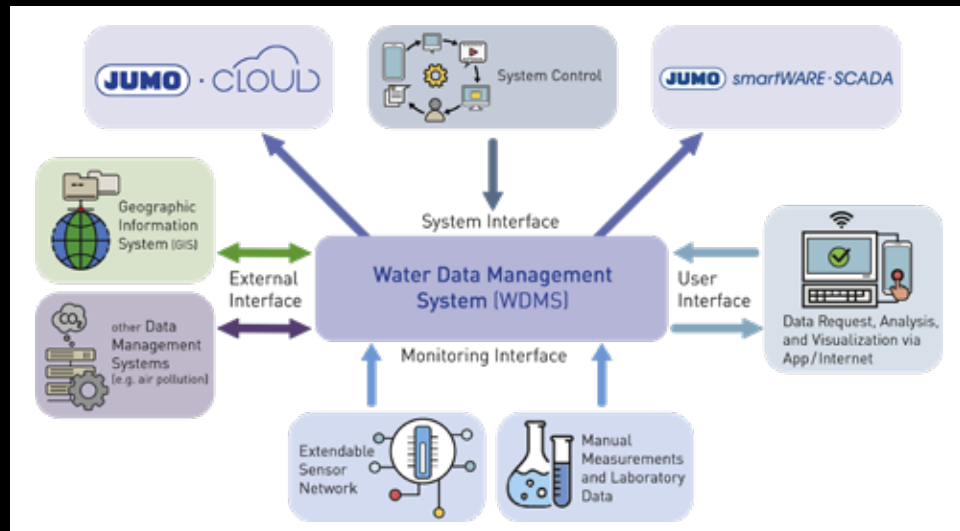 JUMO · CLOUD
System Control
JUMO smartWARE·SCADA
Geographic
Information
System (GIS)
System Interface
External
Interface
Water Data Management
System (WDMS)
User
Interface
CO2
other Data
Management
Systems
(e.g. air pollution)
Data Request, Analysis,
and Visualization via
App/Internet
Monitoring Interface
Extendable
Sensor
Network
Manual
Measurements
and Laboratory
Data